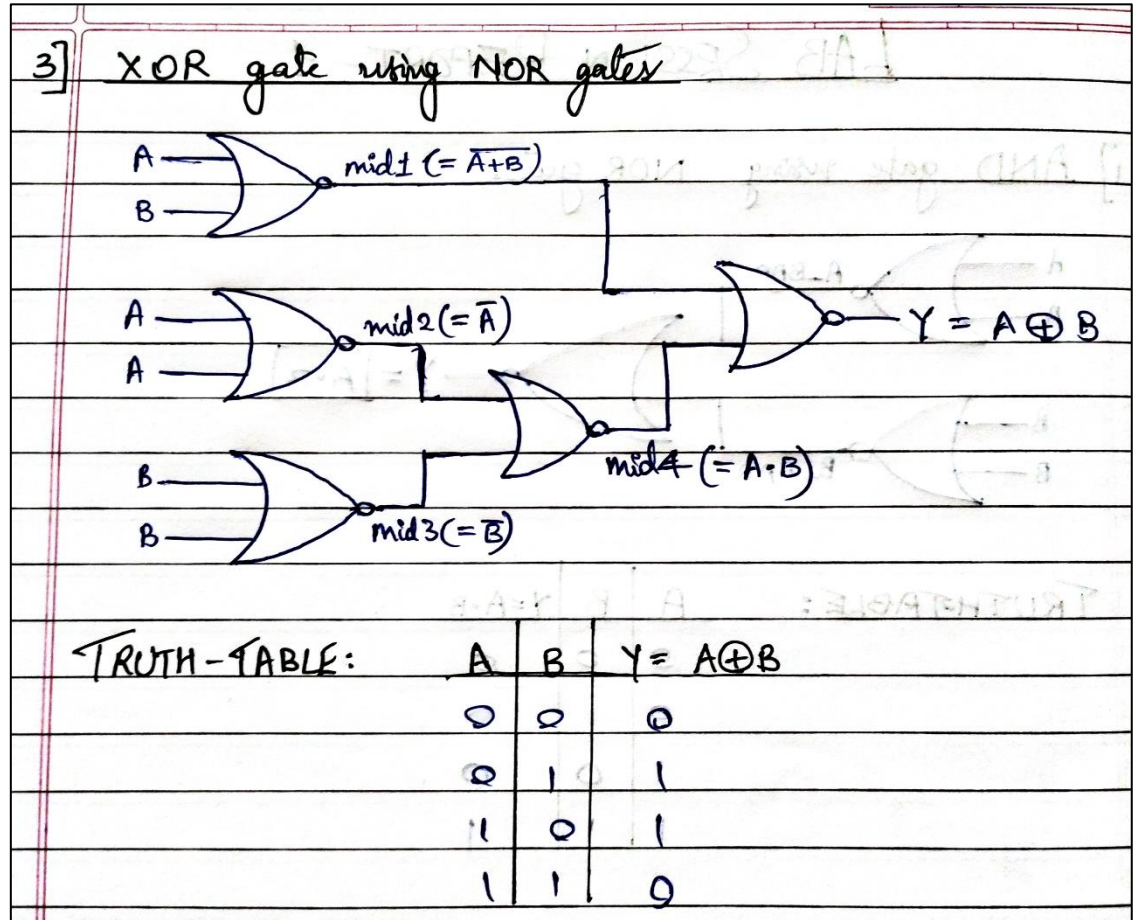 3] XOR gate using NOR gates
A
B
mid1 (= A̅+̅B̅)
A
A
mid2 (= A̅)
Y = A ⊕ B
B
B
mid3 (= B̅)
mid4 (= A·B)
TRUTH-TABLE: A B Y = A⊕B
0 0 0
0 1 1
1 0 1
1 1 0